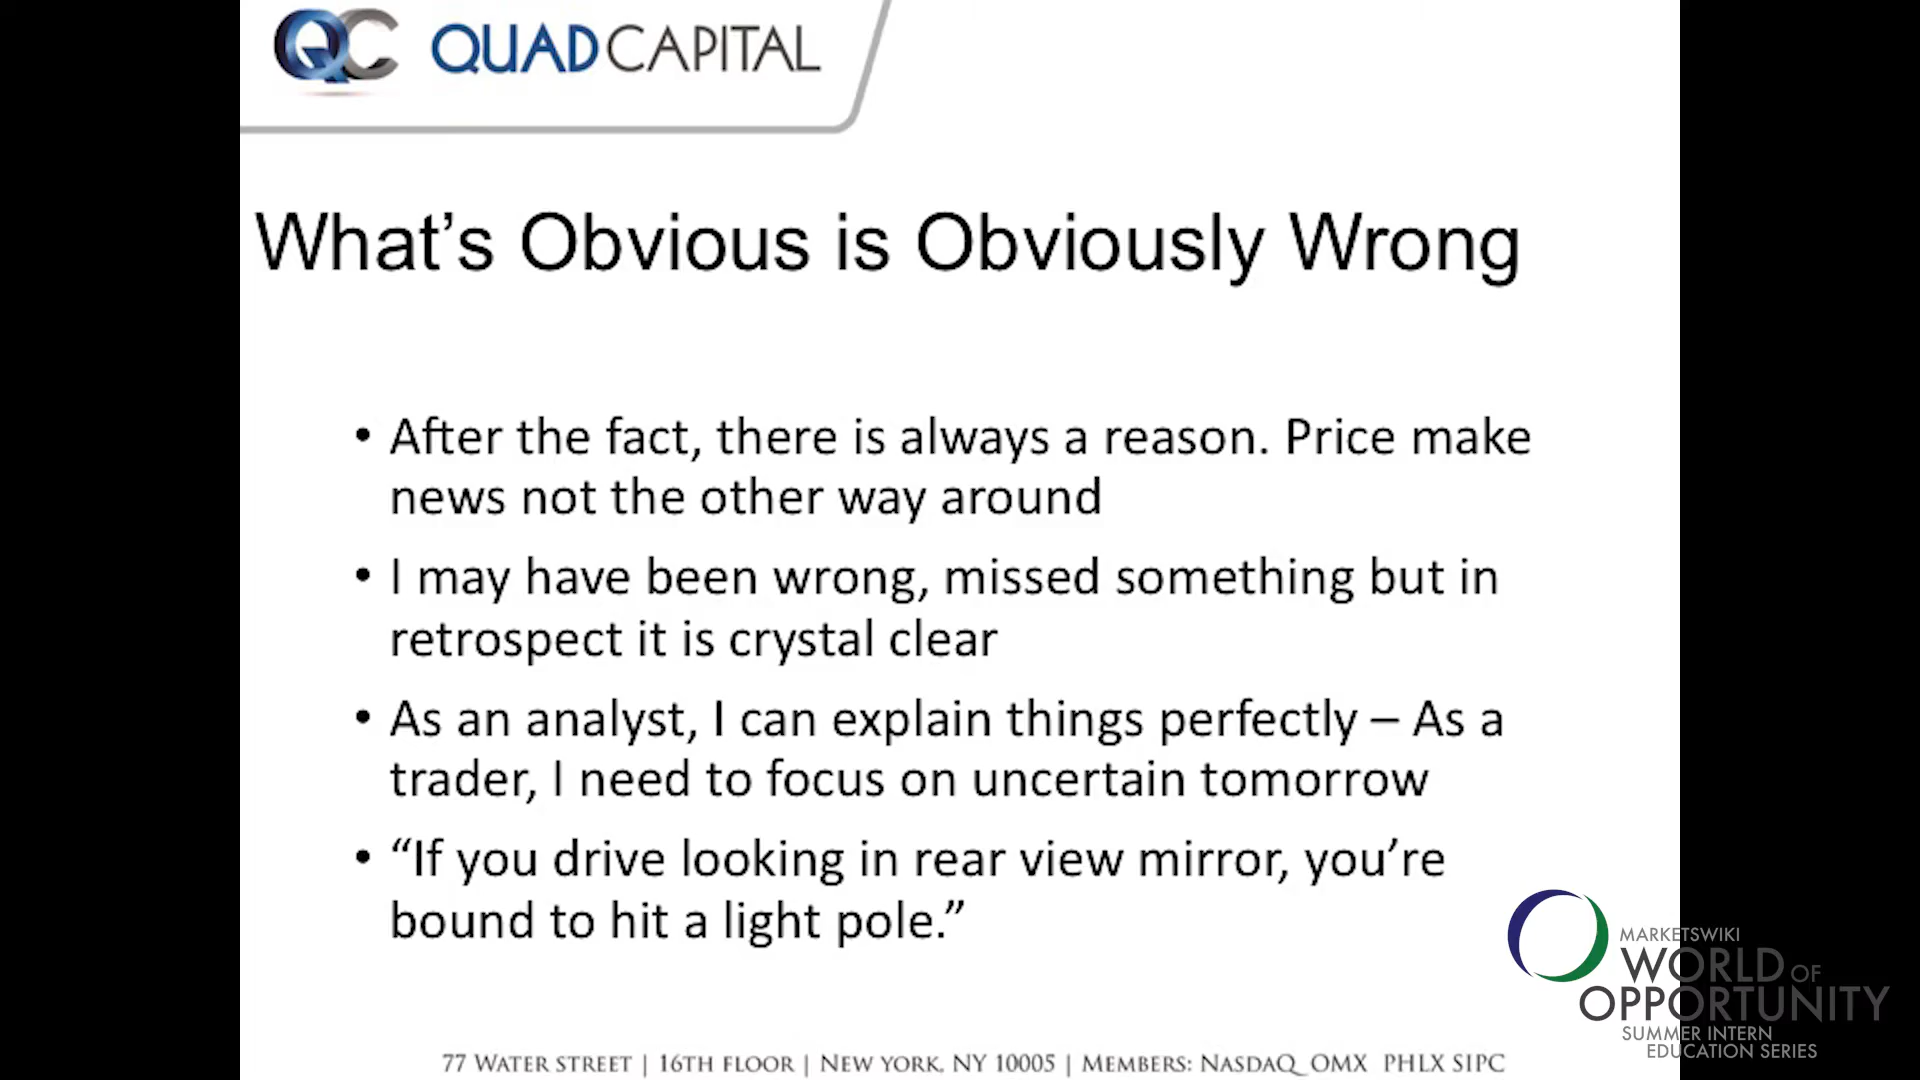 QC QUAD CAPITAL
What's Obvious is Obviously Wrong
• After the fact, there is always a reason. Price make
news not the other way around
• I may have been wrong, missed something but in
retrospect it is crystal clear
• As an analyst, I can explain things perfectly – As a
trader, I need to focus on uncertain tomorrow
• “If you drive looking in rear view mirror, you’re
bound to hit a light pole.”
MARKETSWIKI
WORLD OF
OPPORTUNITY
SUMMER INTERN
EDUCATION SERIES
77 WATER STREET | 16TH FLOOR | NEW YORK, NY 10005 | MEMBERS: NASDAQ OMX PHLX SIPC